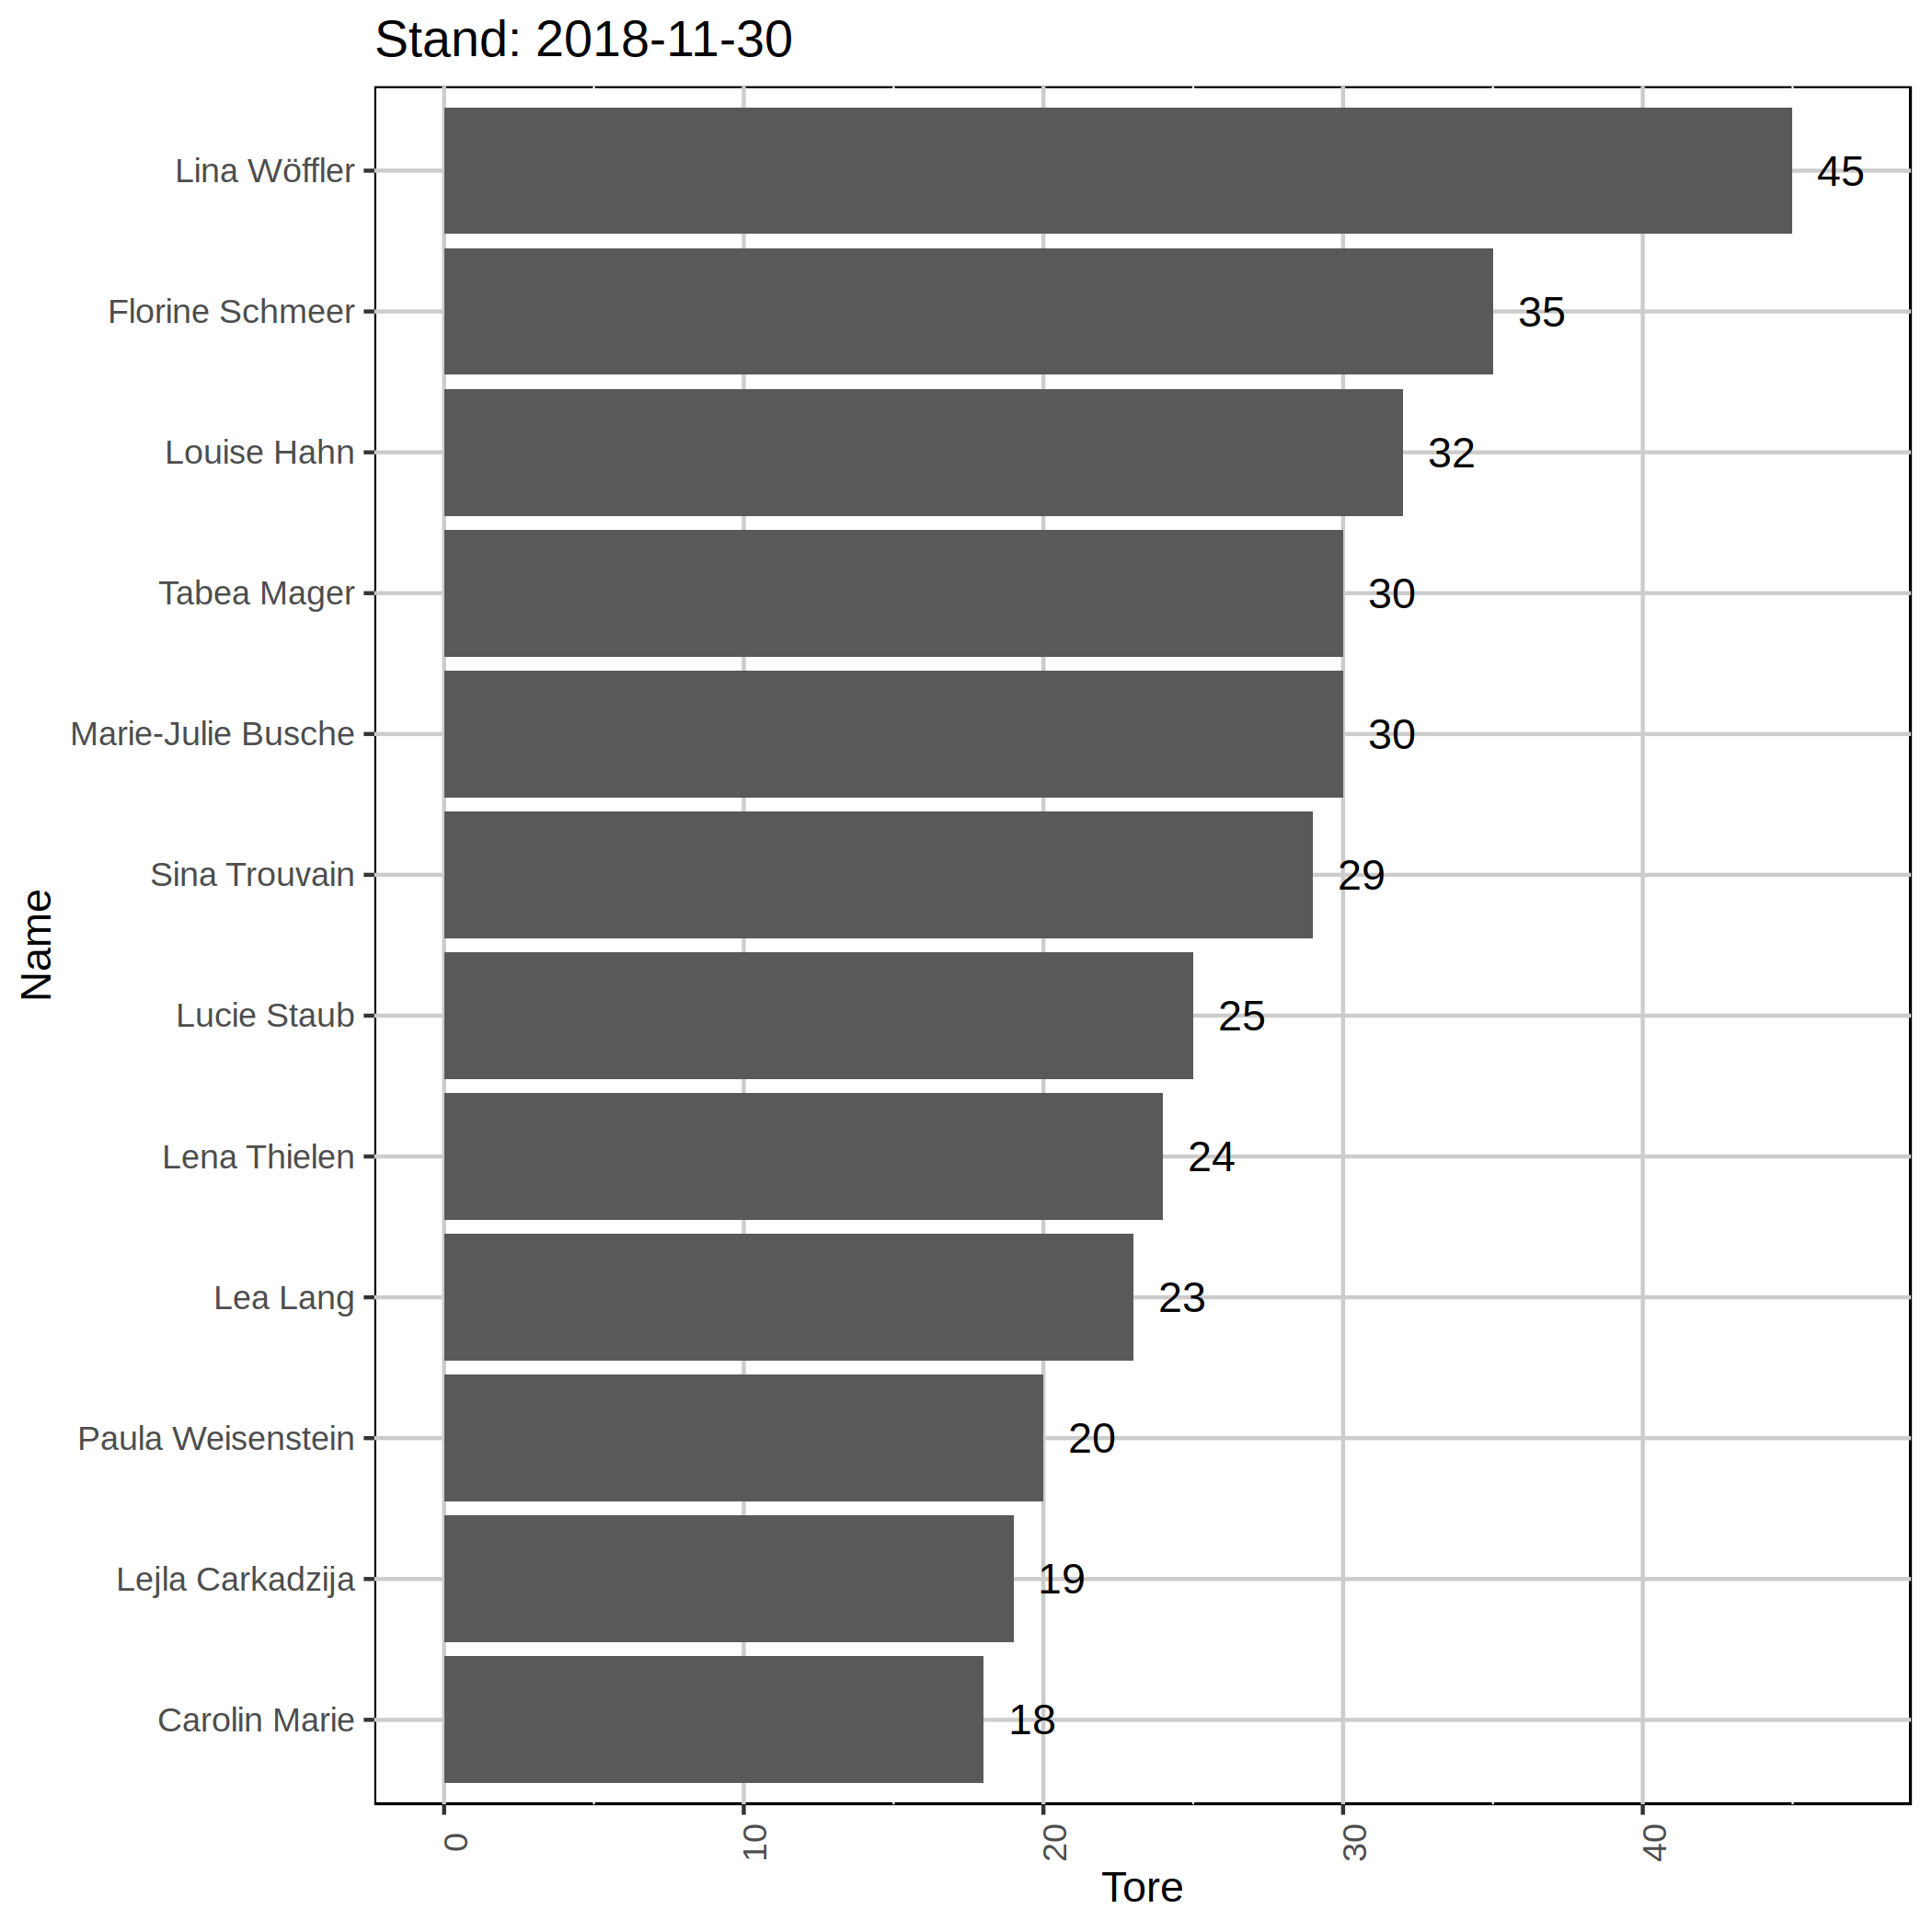 Stand: 2018-11-30
Lina Wöffler 45
Florine Schmeer 35
Louise Hahn 32
Tabea Mager 30
Marie-Julie Busche 30
Sina Trouvain 29
Lucie Staub 25
Lena Thielen 24
Lea Lang 23
Paula Weisenstein 20
Lejla Carkadzija 19
Carolin Marie 18
Name
0 10 20 30 40
Tore